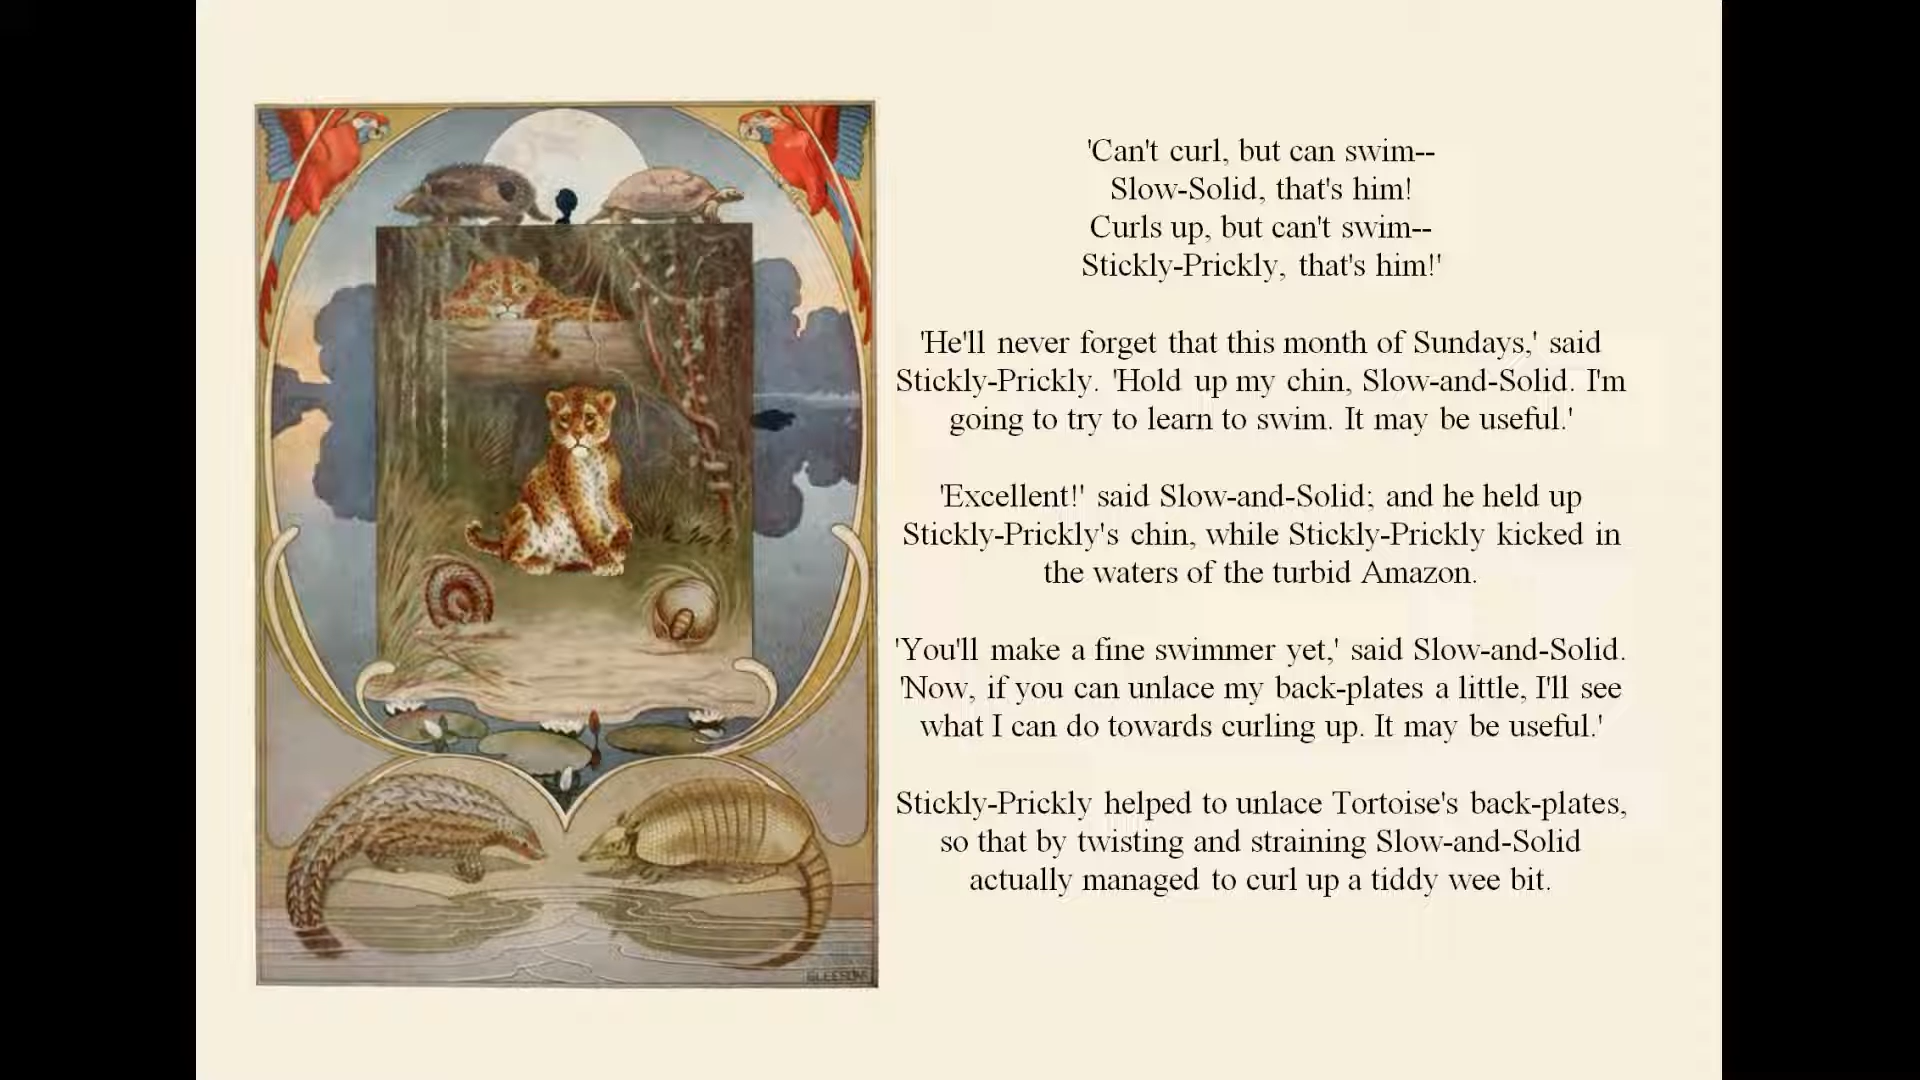 'Can't curl, but can swim--
Slow-Solid, that's him!
Curls up, but can't swim--
Stickly-Prickly, that's him!'
'He'll never forget that this month of Sundays,' said
Stickly-Prickly. 'Hold up my chin, Slow-and-Solid. I'm
going to try to learn to swim. It may be useful.'
'Excellent!' said Slow-and-Solid; and he held up
Stickly-Prickly's chin, while Stickly-Prickly kicked in
the waters of the turbid Amazon.
'You'll make a fine swimmer yet,' said Slow-and-Solid.
'Now, if you can unlace my back-plates a little, I'll see
what I can do towards curling up. It may be useful.'
Stickly-Prickly helped to unlace Tortoise's back-plates,
so that by twisting and straining Slow-and-Solid
actually managed to curl up a tiddy wee bit.